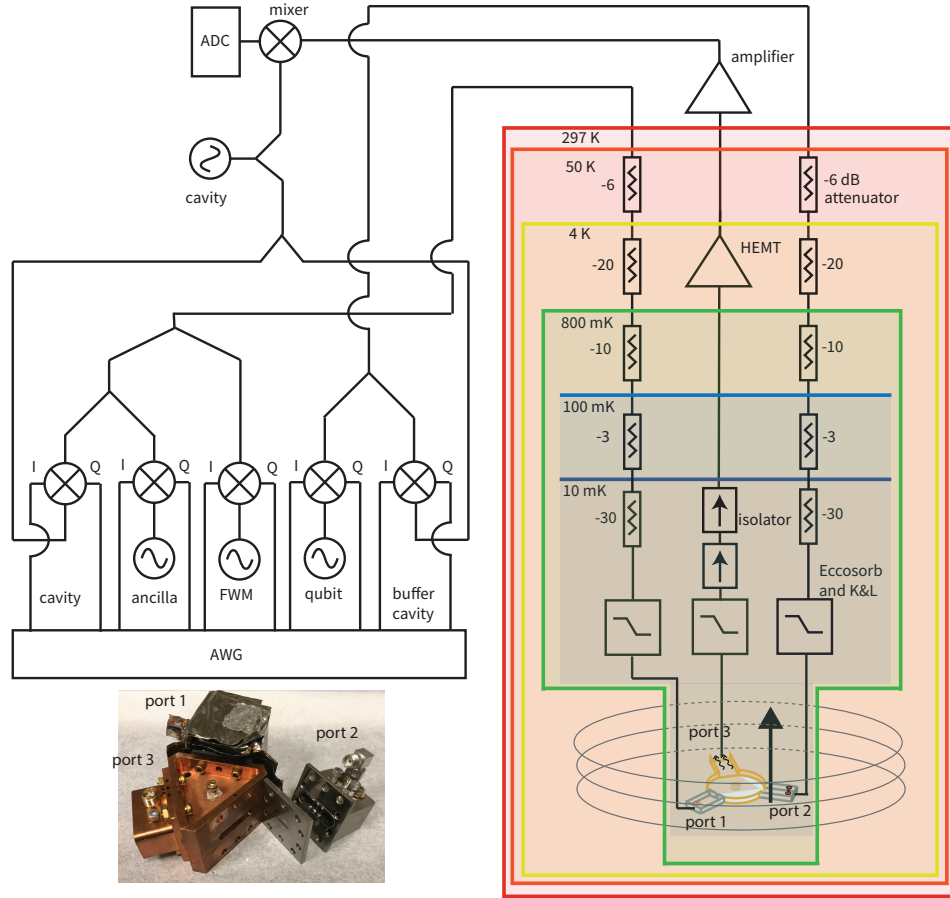 mixer
ADC
amplifier
cavity
297 K
50 K
-6
-6 dB
attenuator
4 K
HEMT
-20
-20
800 mK
-10
-10
100 mK
-3
-3
10 mK
-30
-30
isolator
Eccosorb
and K&L
I
Q
I
Q
I
Q
I
Q
I
Q
cavity
ancilla
FWM
qubit
buffer
cavity
AWG
port 1
port 2
port 3
port 3
port 1
port 2